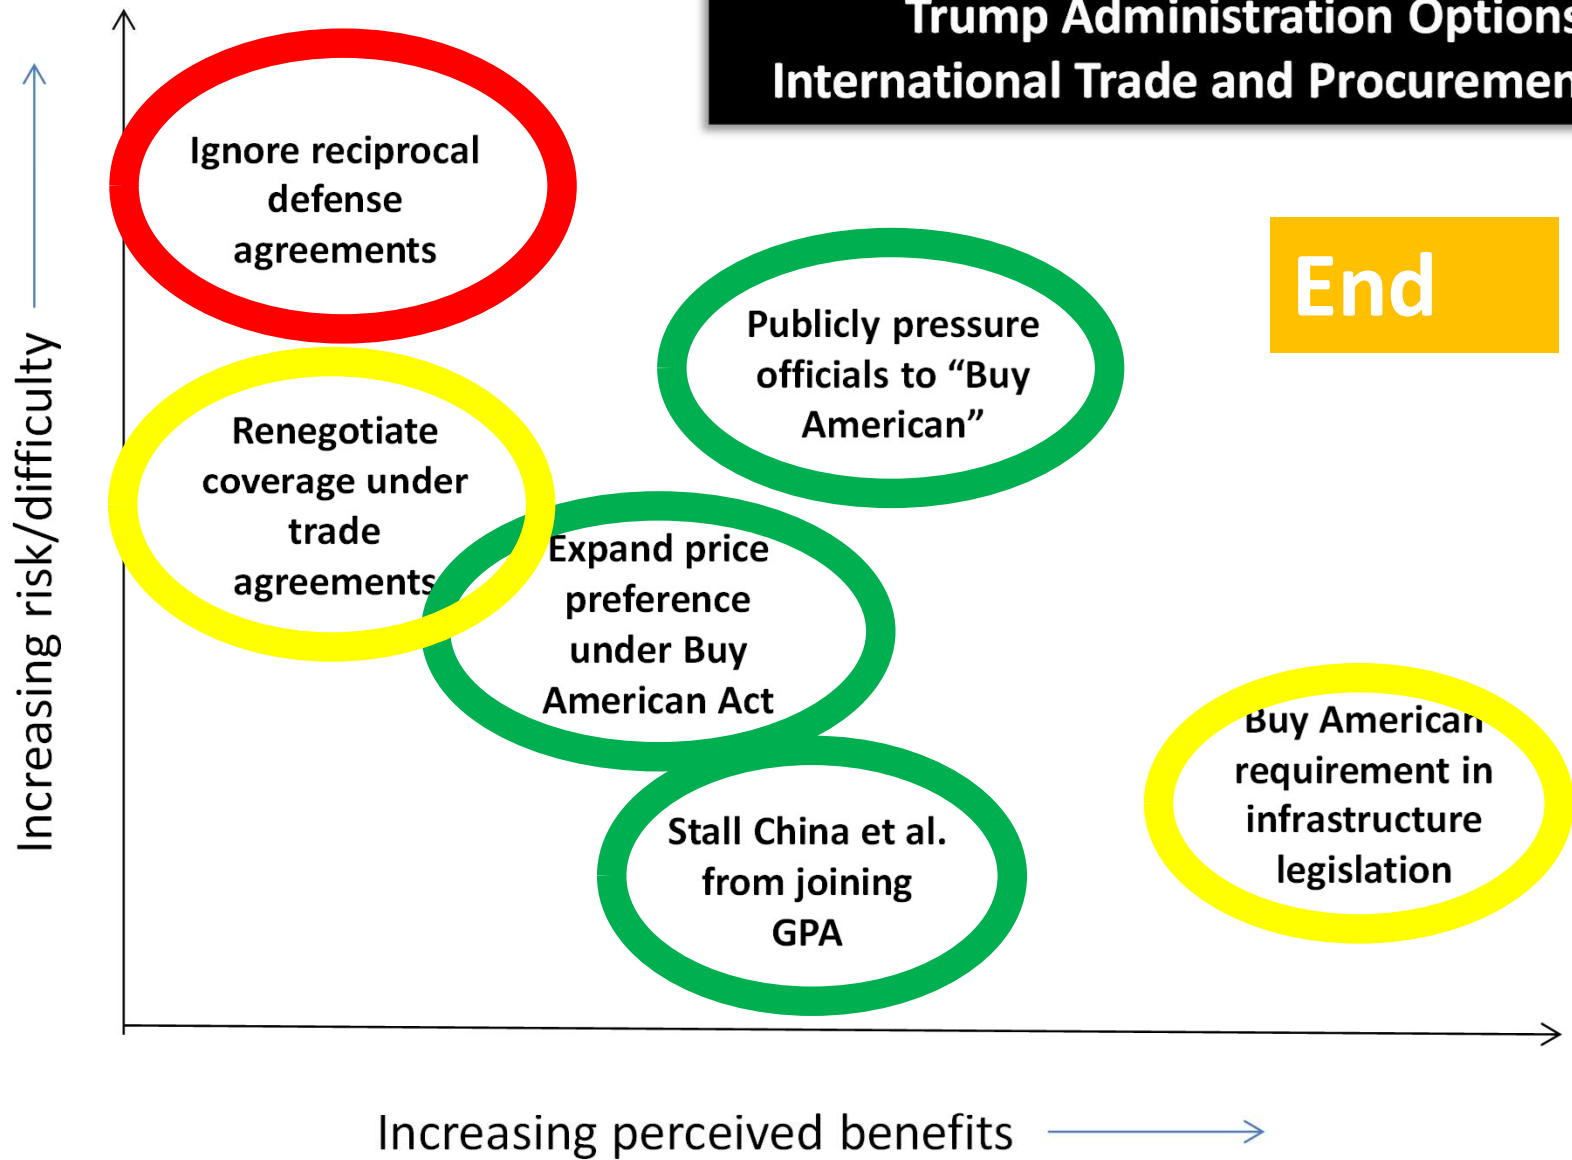 Trump Administration Options
International Trade and Procurement
Ignore reciprocal
defense
agreements
End
Publicly pressure
officials to “Buy
American”
Renegotiate
coverage under
trade
agreements
Expand price
preference
under Buy
American Act
Buy American
requirement in
infrastructure
legislation
Stall China et al.
from joining
GPA
Increasing risk/difficulty
Increasing perceived benefits